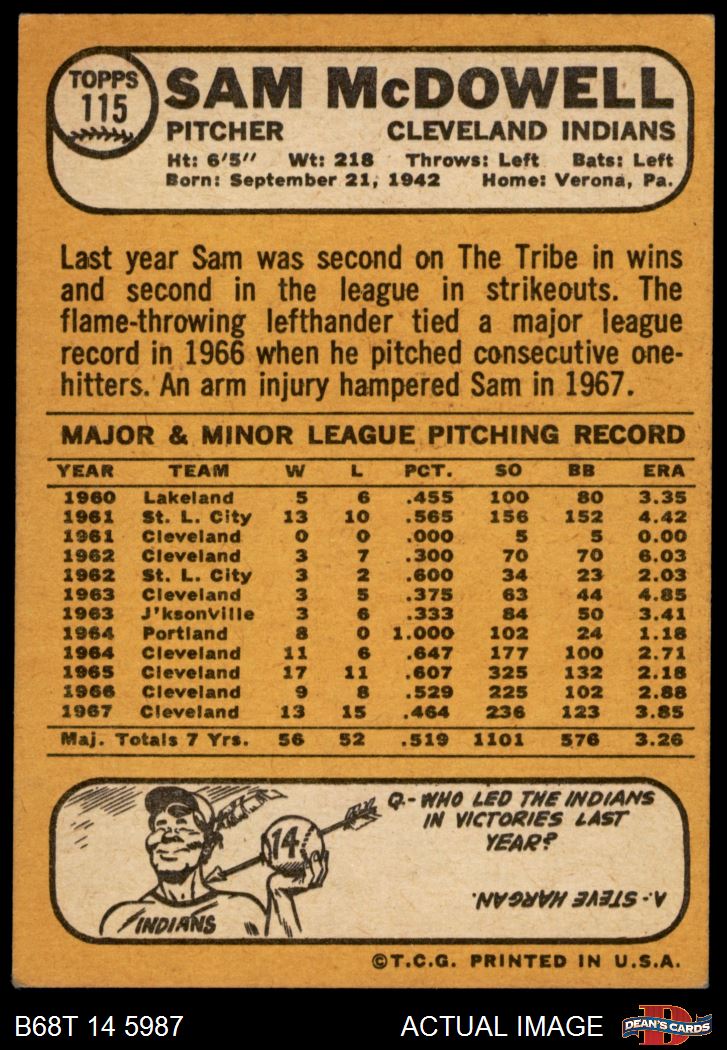 TOPPS
115
SAM McDOWELL
PITCHER CLEVELAND INDIANS
Ht: 6'5" Wt: 218 Throws: Left Bats: Left
Born: September 21, 1942 Home: Verona, Pa.
Last year Sam was second on The Tribe in wins
and second in the league in strikeouts. The
flame-throwing lefthander tied a major league
record in 1966 when he pitched consecutive one-
hitters. An arm injury hampered Sam in 1967.
MAJOR & MINOR LEAGUE PITCHING RECORD
YEAR TEAM W L PCT. SO BB ERA
1960 Lakeland 5 6 .455 100 80 3.35
1961 St. L. City 13 10 .565 156 152 4.42
1961 Cleveland 0 0 .000 5 5 0.00
1962 Cleveland 3 7 .300 70 70 6.03
1962 St. L. City 3 2 .600 34 23 2.03
1963 Cleveland 3 5 .375 63 44 4.85
1963 J'ksonville 3 6 .333 84 50 3.41
1964 Portland 8 0 1.000 102 24 1.18
1964 Cleveland 11 6 .647 177 100 2.71
1965 Cleveland 17 11 .607 325 132 2.18
1966 Cleveland 9 8 .529 225 102 2.88
1967 Cleveland 13 15 .464 236 123 3.85
Maj. Totals 7 Yrs. 56 52 .519 1101 576 3.26
Q.- WHO LED THE INDIANS
IN VICTORIES LAST
YEAR?
A.- STEVE HARGAN.
14
INDIANS
©T.C.G. PRINTED IN U.S.A.
B68T 14 5987 ACTUAL IMAGE
D
DEAN'S CARDS